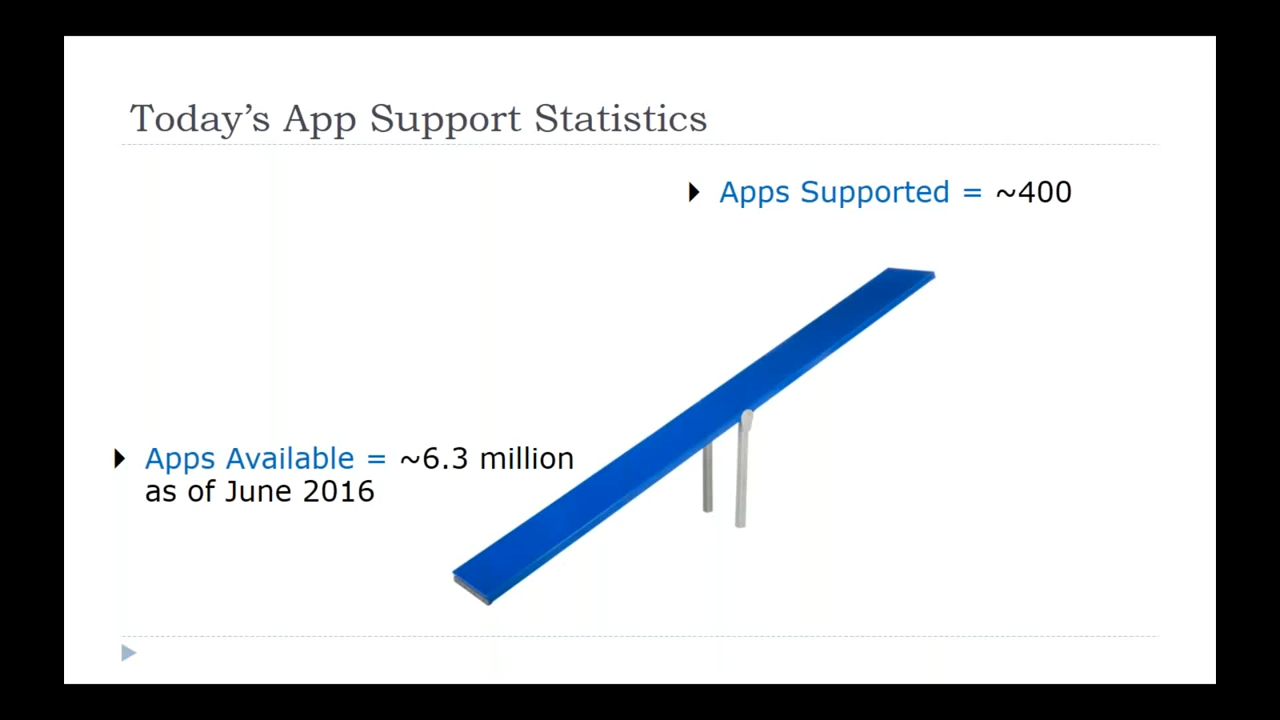 Today's App Support Statistics
Apps Supported = ~400
Apps Available = ~6.3 million
as of June 2016